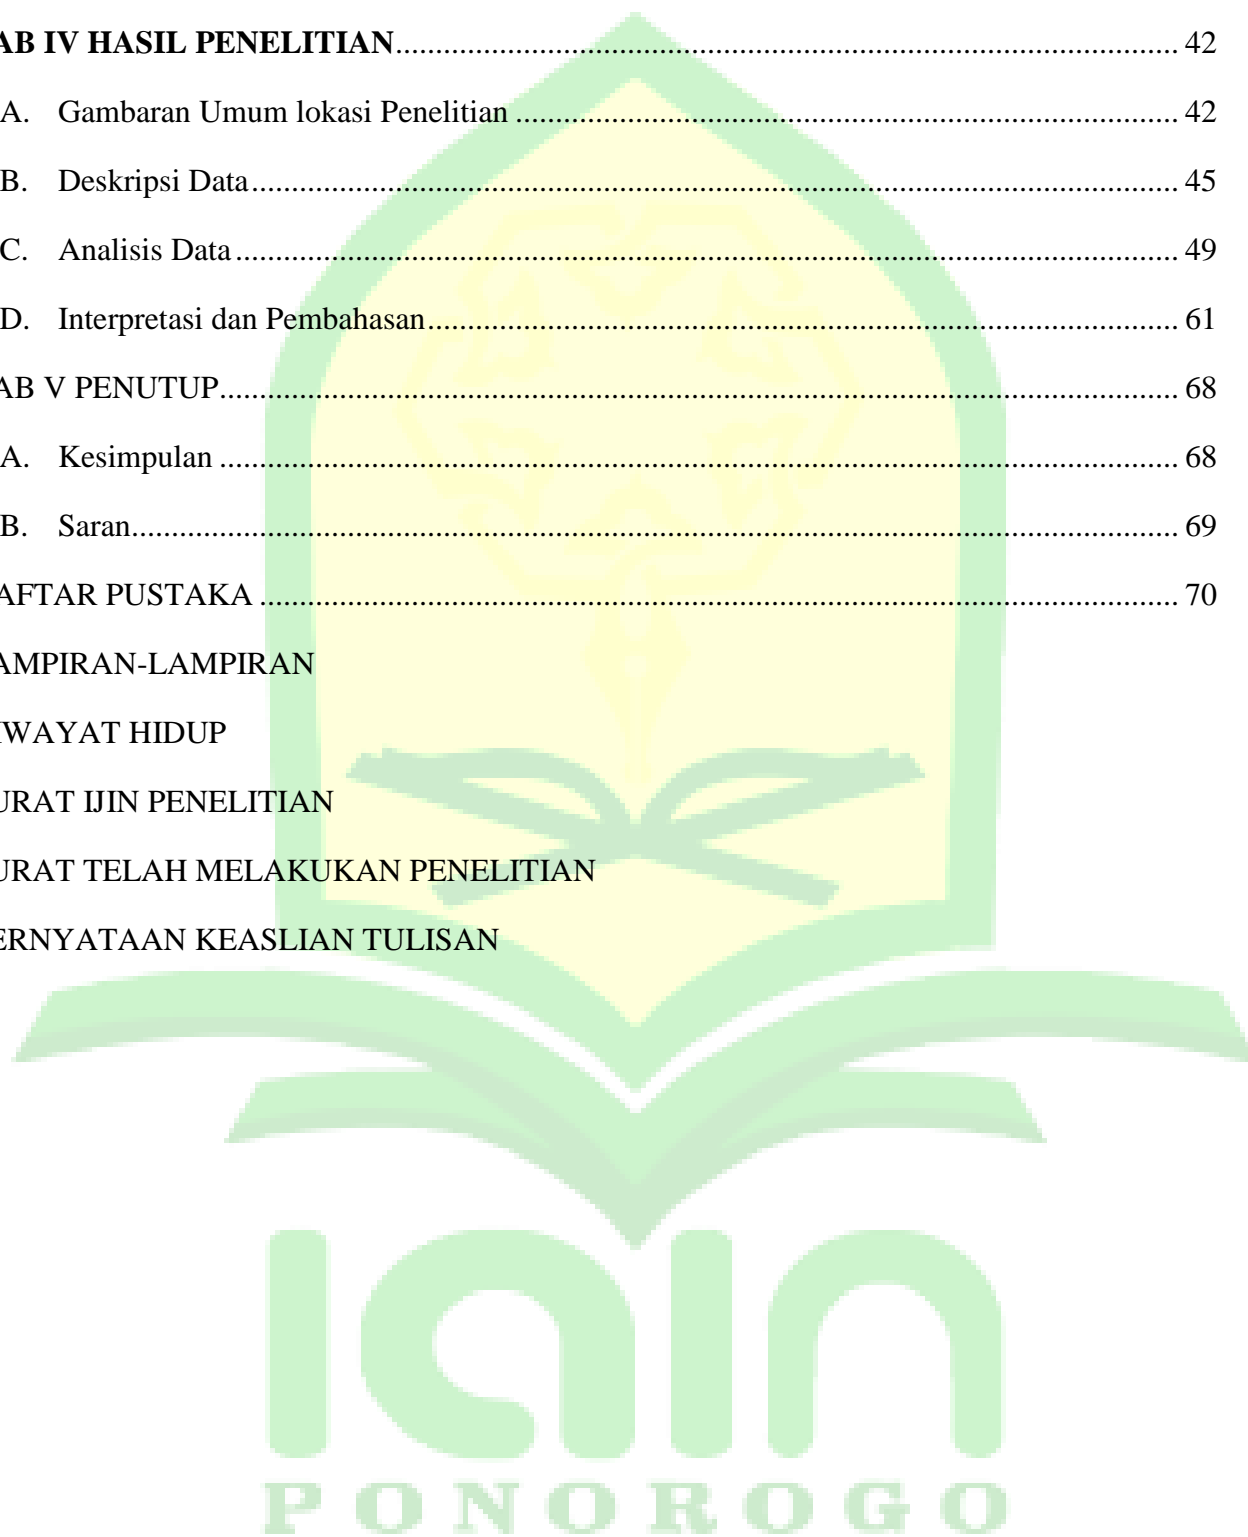 AB IV HASIL PENELITIAN........................................................................................ 42
A. Gambaran Umum lokasi Penelitian ........................................................................ 42
B. Deskripsi Data........................................................................................ 45
C. Analisis Data........................................................................................ 49
D. Interpretasi dan Pembahasan........................................................................ 61
AB V PENUTUP........................................................................................ 68
A. Kesimpulan ........................................................................................ 68
B. Saran........................................................................................ 69
AFTAR PUSTAKA ........................................................................................ 70
AMPIRAN-LAMPIRAN
IWAYAT HIDUP
URAT IJIN PENELITIAN
URAT TELAH MELAKUKAN PENELITIAN
ERNYATAAN KEASLIAN TULISAN
iain
PONOROGO